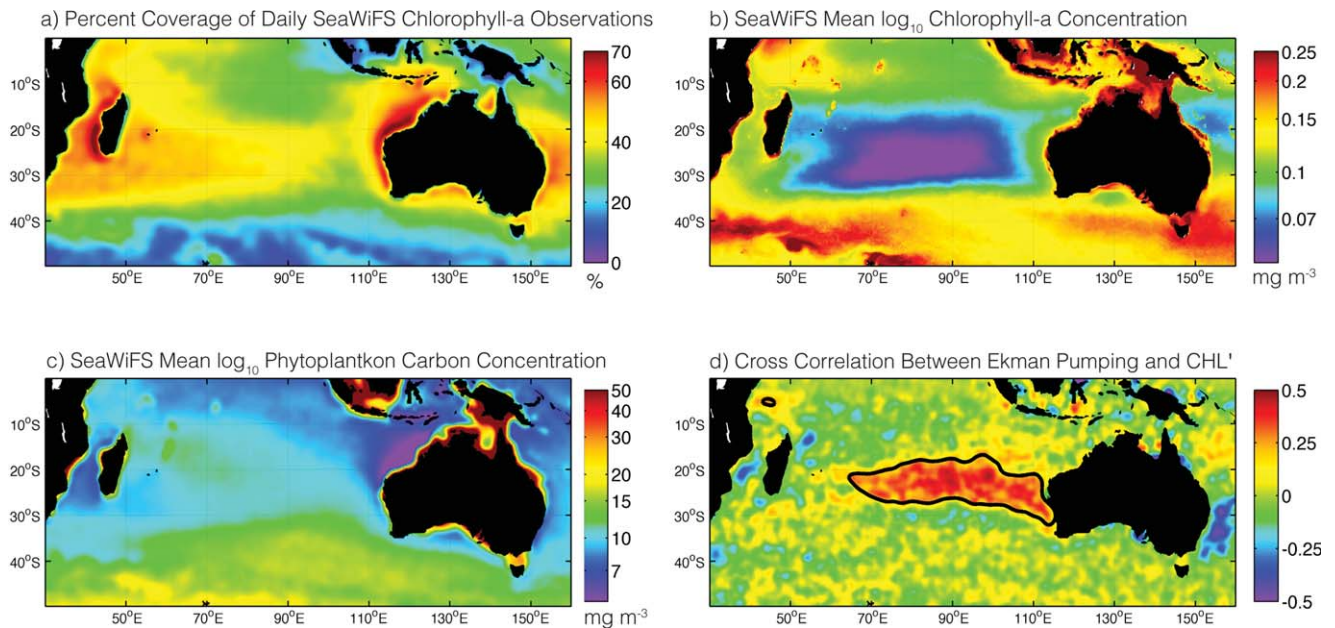 a) Percent Coverage of Daily SeaWiFS Chlorophyll-a Observations
10°S
20°S
30°S
40°S
50°E
70°E
90°E
110°E
130°E
150°E
70
60
40
20
0
%
b) SeaWiFS Mean log10 Chlorophyll-a Concentration
10°S
20°S
30°S
40°S
50°E
70°E
90°E
110°E
130°E
150°E
0.25
0.2
0.15
0.1
0.07
mg m-3
c) SeaWiFS Mean log10 Phytoplantkon Carbon Concentration
10°S
20°S
30°S
40°S
50°E
70°E
90°E
110°E
130°E
150°E
50
40
30
20
15
10
7
mg m-3
d) Cross Correlation Between Ekman Pumping and CHL'
10°S
20°S
30°S
40°S
50°E
70°E
90°E
110°E
130°E
150°E
0.5
0.25
0
-0.25
-0.5